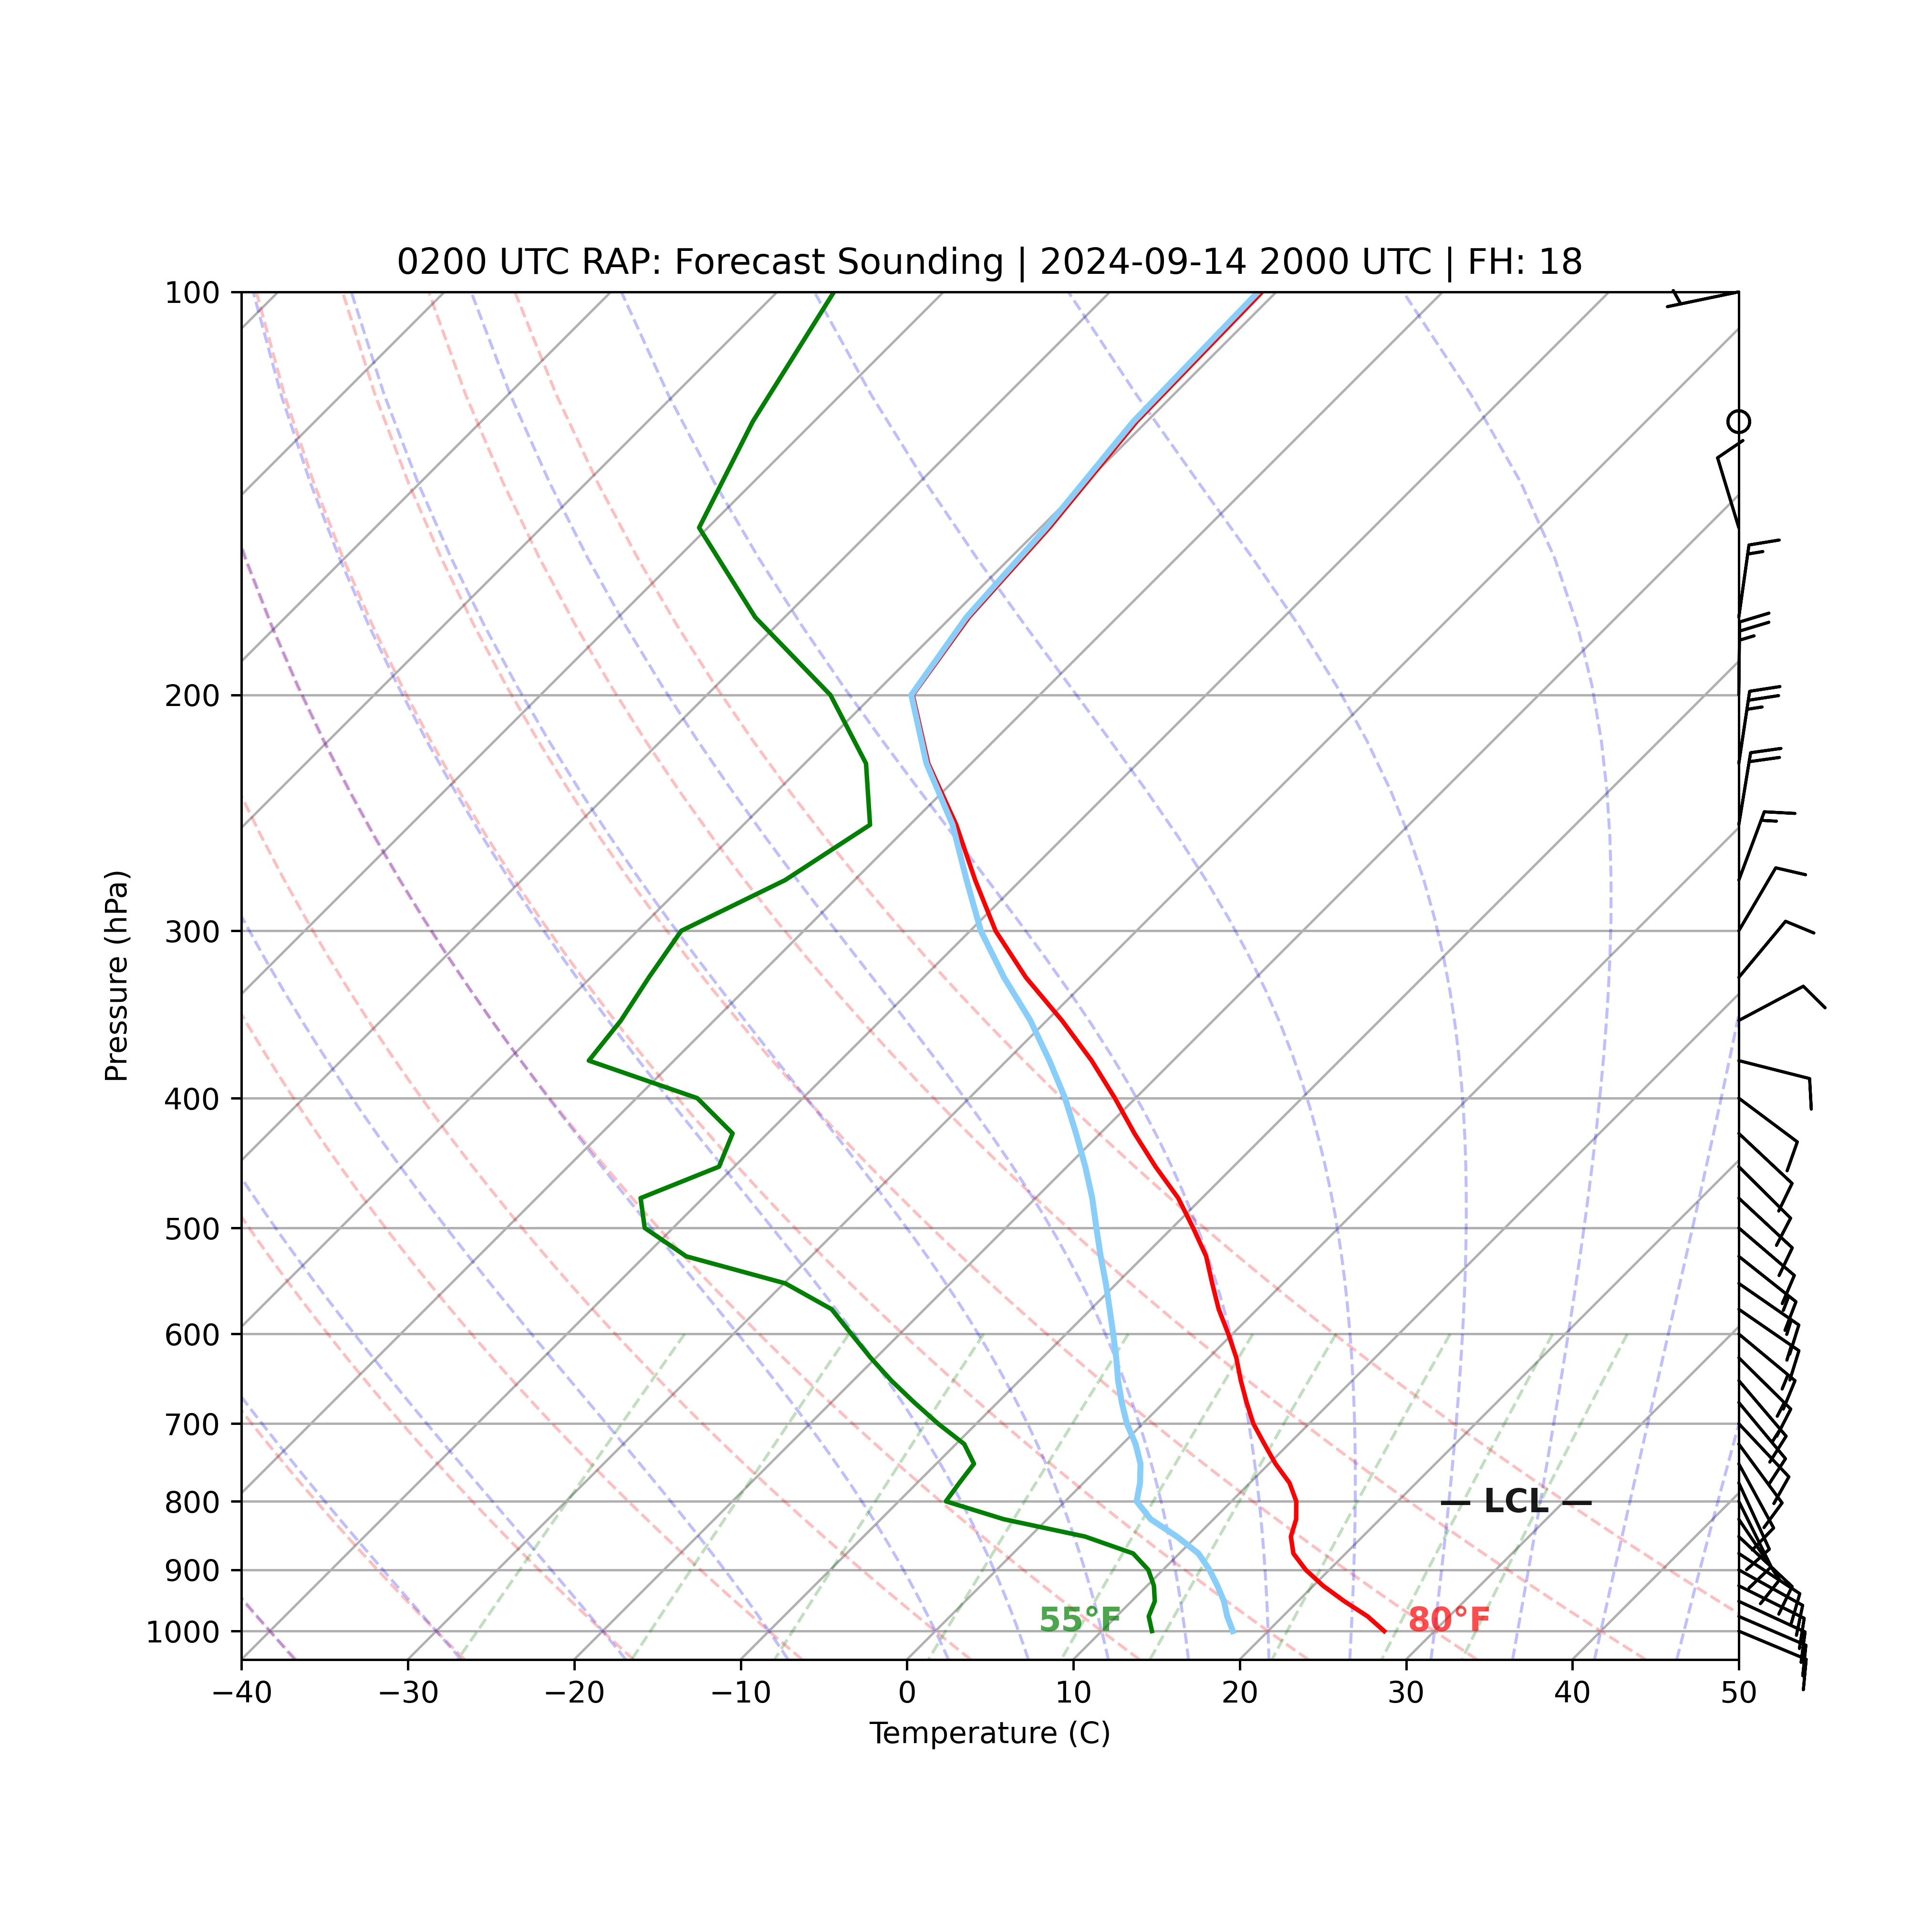 0200 UTC RAP: Forecast Sounding | 2024-09-14 2000 UTC | FH: 18
100
200
300
400
500
600
700
800
900
1000
Pressure (hPa)
— LCL —
55°F
80°F
−40 −30 −20 −10 0 10 20 30 40 50
Temperature (C)